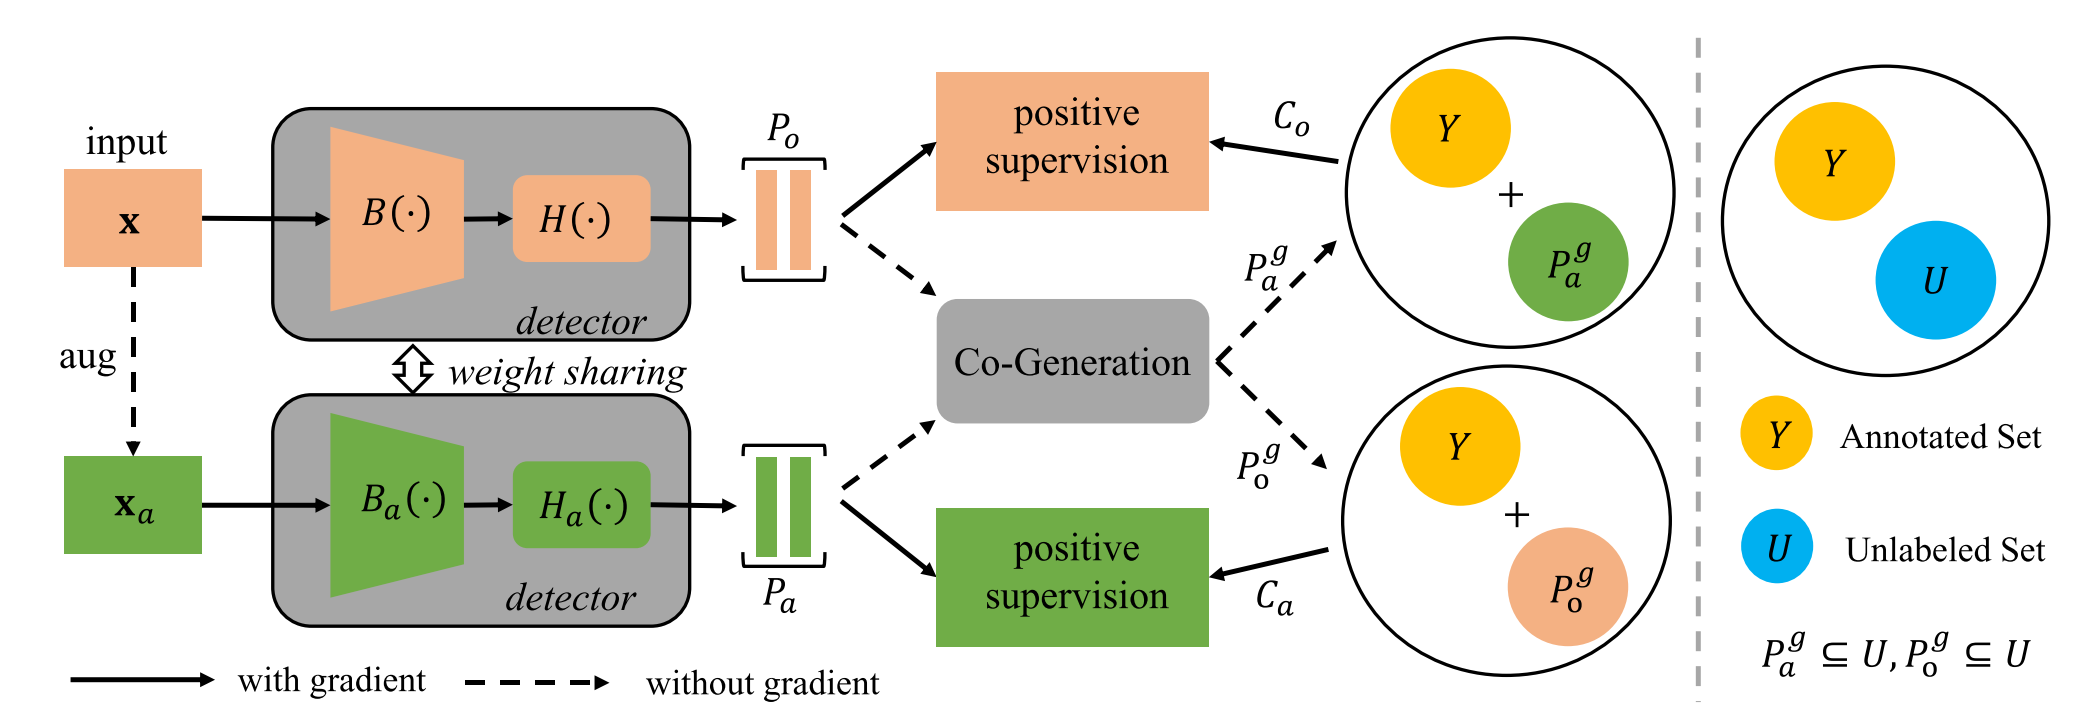 input
x
aug
x_a
B(·)
H(·)
detector
weight sharing
B_a(·)
H_a(·)
detector
P_o
P_a
positive
supervision
Co-Generation
positive
supervision
C_o
P_a^g
P_o^g
C_a
Y
+
P_a^g
Y
+
P_o^g
Y
U
Y Annotated Set
U Unlabeled Set
P_a^g ⊆ U, P_o^g ⊆ U
with gradient
without gradient